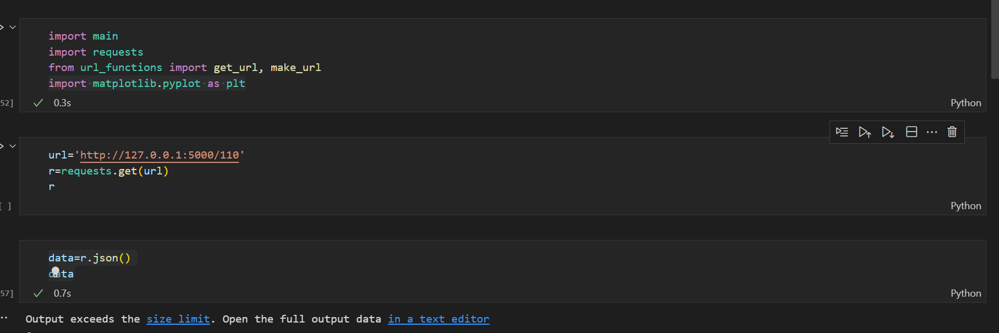 import main
import requests
from url_functions import get_url, make_url
import matplotlib.pyplot as plt
52]
0.3s
Python
url='http://127.0.0.1:5000/110'
r=requests.get(url)
r
[ ]
Python
data=r.json()
data
57]
0.7s
Python
Output exceeds the size limit. Open the full output data in a text editor